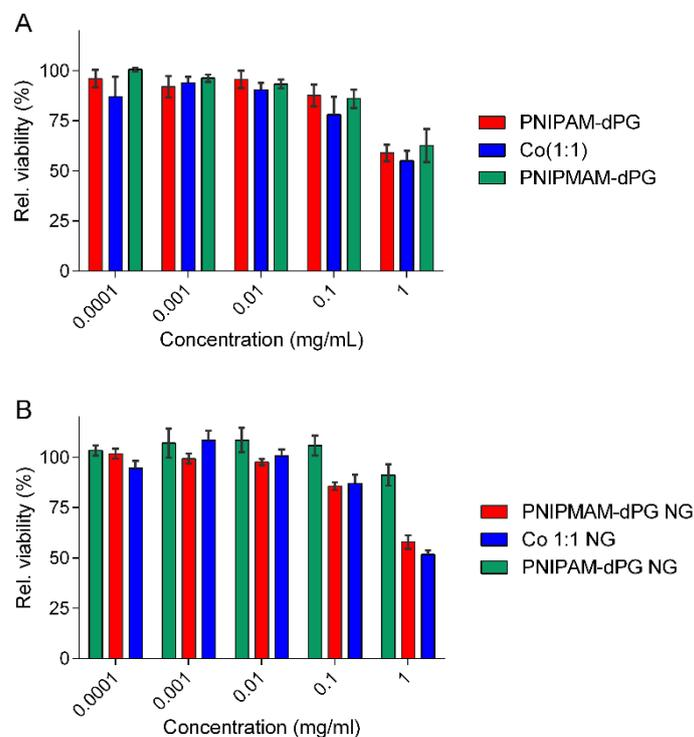 A
Rel. viability (%)
100
75
50
25
0
0.0001
0.001
0.01
0.1
1
Concentration (mg/mL)
PNIPAM-dPG
Co(1:1)
PNIPMAM-dPG
B
Rel. viability (%)
100
75
50
25
0
0.0001
0.001
0.01
0.1
1
Concentration (mg/ml)
PNIPMAM-dPG NG
Co 1:1 NG
PNIPAM-dPG NG